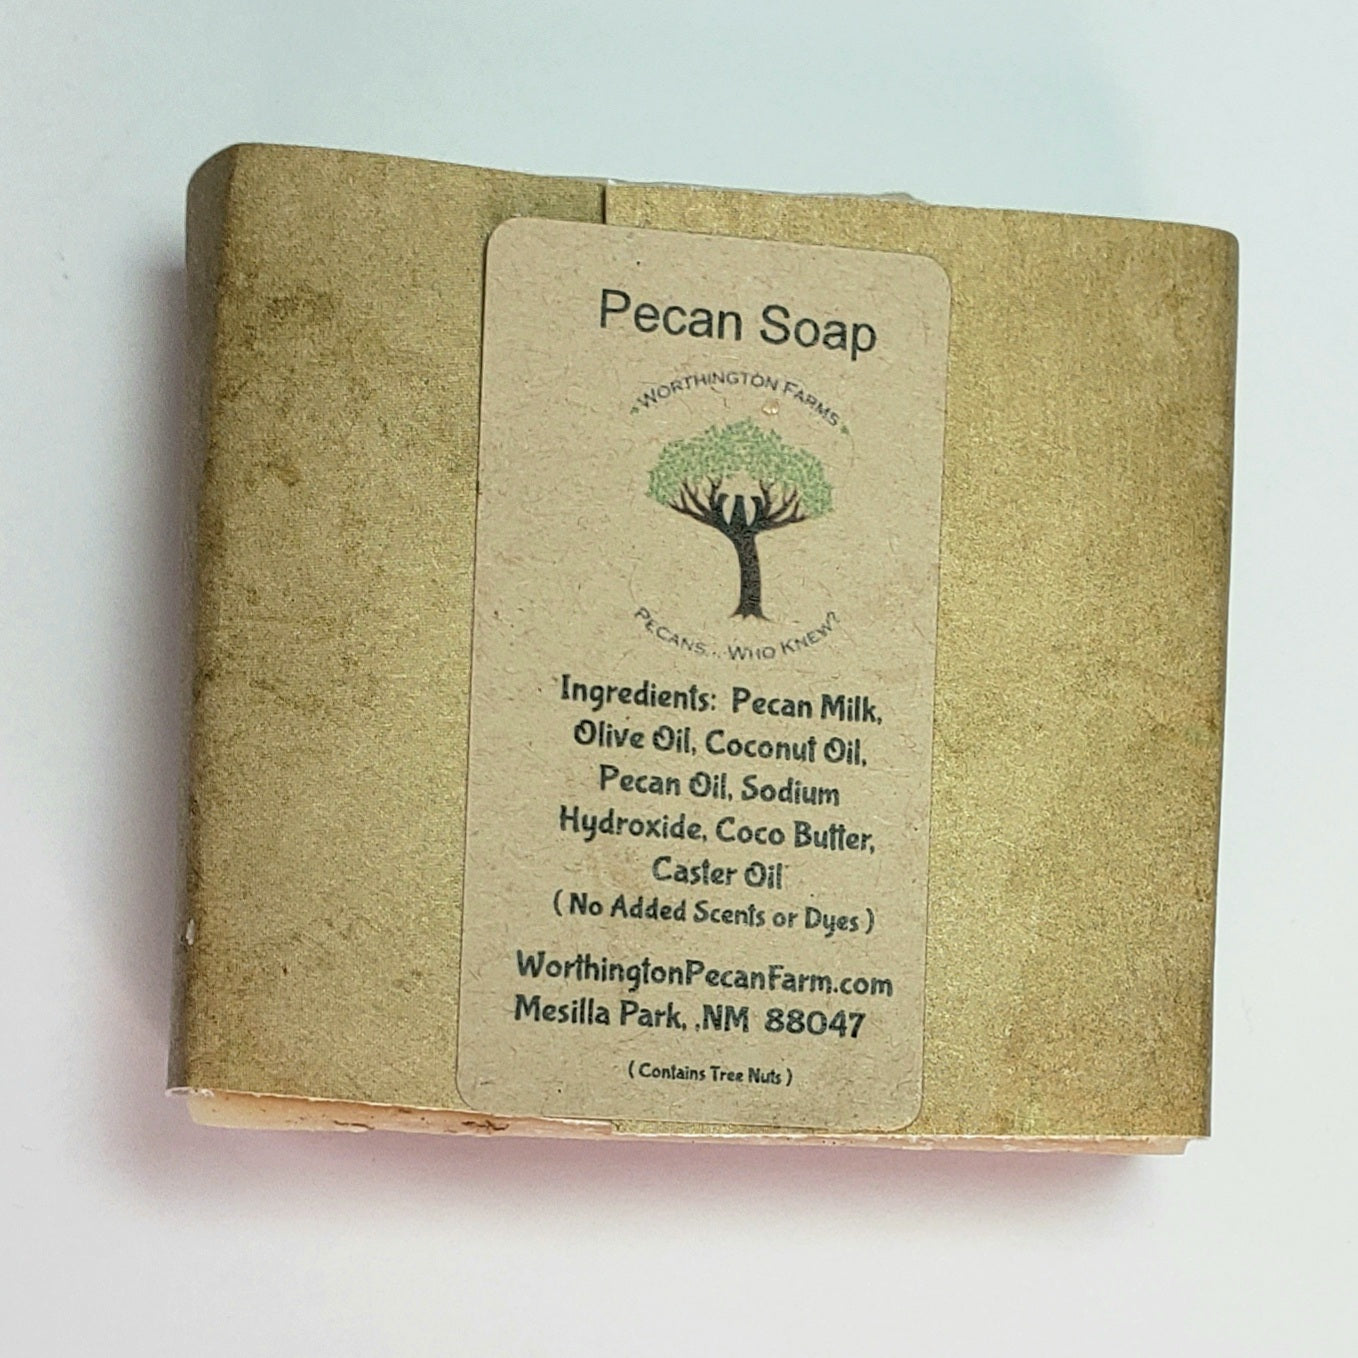 Pecan Soap
WORTHINGTON FARMS
PECANS... WHO KNEW?
Ingredients: Pecan Milk,
Olive Oil, Coconut Oil,
Pecan Oil, Sodium
Hydroxide, Coco Butter,
Caster Oil
( No Added Scents or Dyes )
WorthingtonPecanFarm.com
Mesilla Park, .NM 88047
( Contains Tree Nuts )